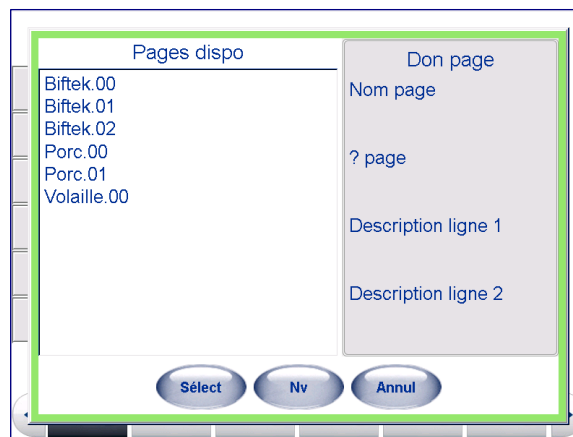 Pages dispo
Biftek.00
Biftek.01
Biftek.02
Porc.00
Porc.01
Volaille.00
Don page
Nom page
? page
Description ligne 1
Description ligne 2
Sélect
Nv
Annul